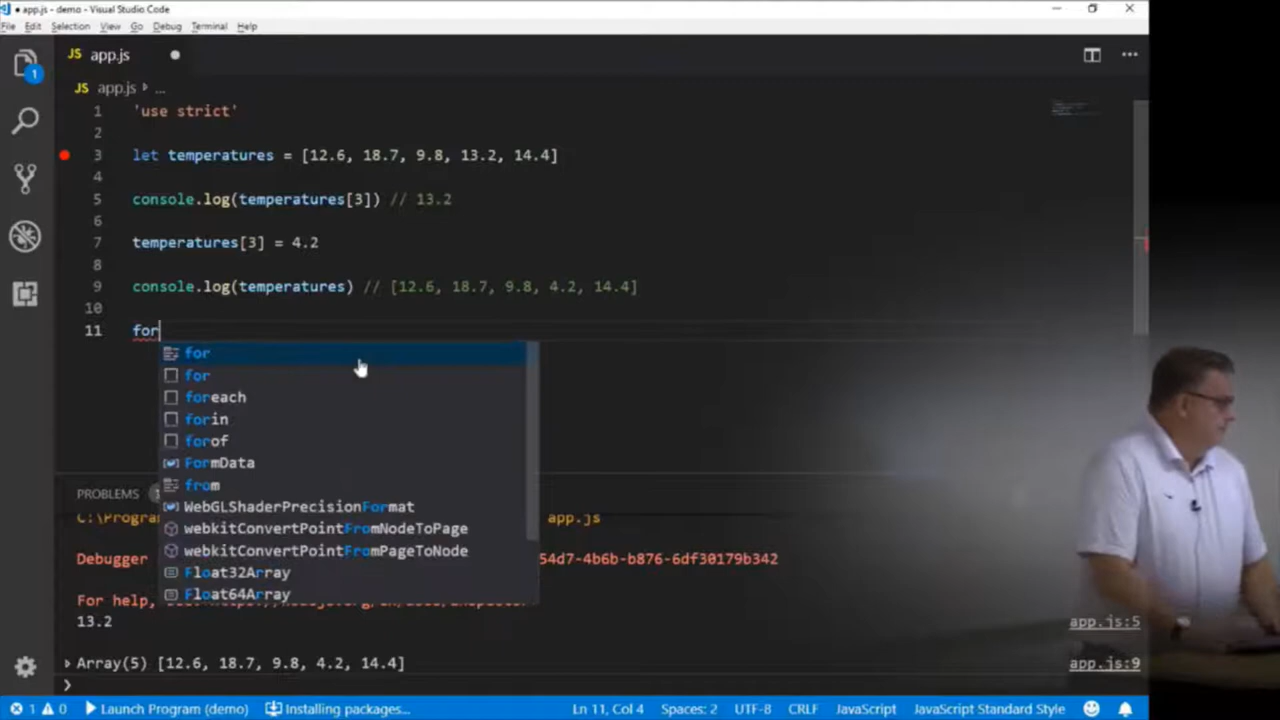 ● app.js - demo - Visual Studio Code
File Edit Selection View Go Debug Terminal Help
1
JS app.js ●
JS app.js ...
1 'use strict'
2
3 let temperatures = [12.6, 18.7, 9.8, 13.2, 14.4]
4
5 console.log(temperatures[3]) // 13.2
6
7 temperatures[3] = 4.2
8
9 console.log(temperatures) // [12.6, 18.7, 9.8, 4.2, 14.4]
10
11 for
for
for
foreach
forin
forof
FormData
from
WebGLShaderPrecisionFormat
webkitConvertPointFromNodeToPage
webkitConvertPointFromPageToNode
Float32Array
Float64Array
PROBLEMS
app.js
Debugger 54d7-4b6b-b876-6df30179b342
For help,
13.2 app.js:5
Array(5) [12.6, 18.7, 9.8, 4.2, 14.4] app.js:9
1 0 Launch Program (demo) Installing packages... Ln 11, Col 4 Spaces: 2 UTF-8 CRLF JavaScript JavaScript Standard Style